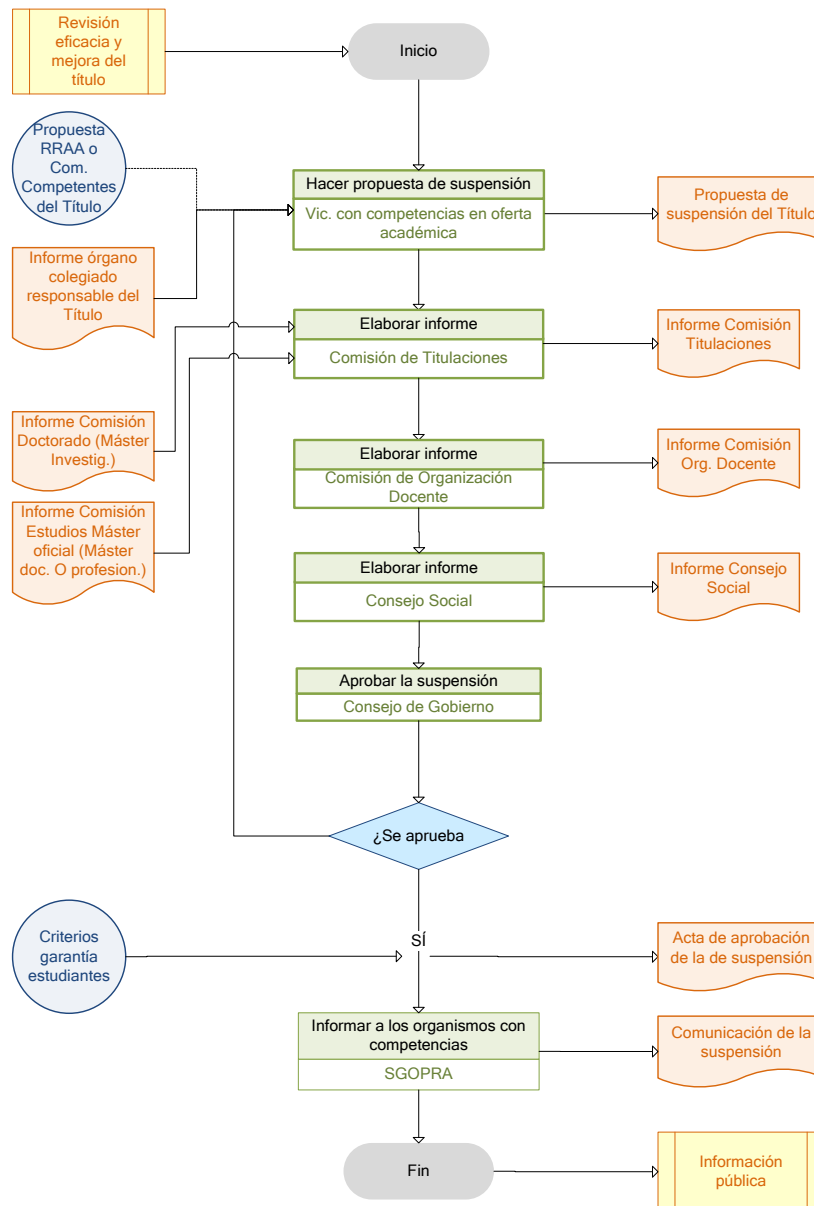 Revisión
eficacia y
mejora del
título
Inicio
Propuesta
RRAA o
Com.
Competentes
del Título
Hacer propuesta de suspensión
Vic. con competencias en oferta
académica
Propuesta de
suspensión del Título
Informe órgano
colegiado
responsable del
Título
Elaborar informe
Comisión de Titulaciones
Informe Comisión
Titulaciones
Informe Comisión
Doctorado (Máster
Investig.)
Elaborar informe
Comisión de Organización
Docente
Informe Comisión
Org. Docente
Informe Comisión
Estudios Máster
oficial (Máster
doc. O profesion.)
Elaborar informe
Consejo Social
Informe Consejo
Social
Aprobar la suspensión
Consejo de Gobierno
¿Se aprueba
Criterios
garantía
estudiantes
SÍ
Acta de aprobación
de la de suspensión
Informar a los organismos con
competencias
SGOPRA
Comunicación de la
suspensión
Fin
Información
pública